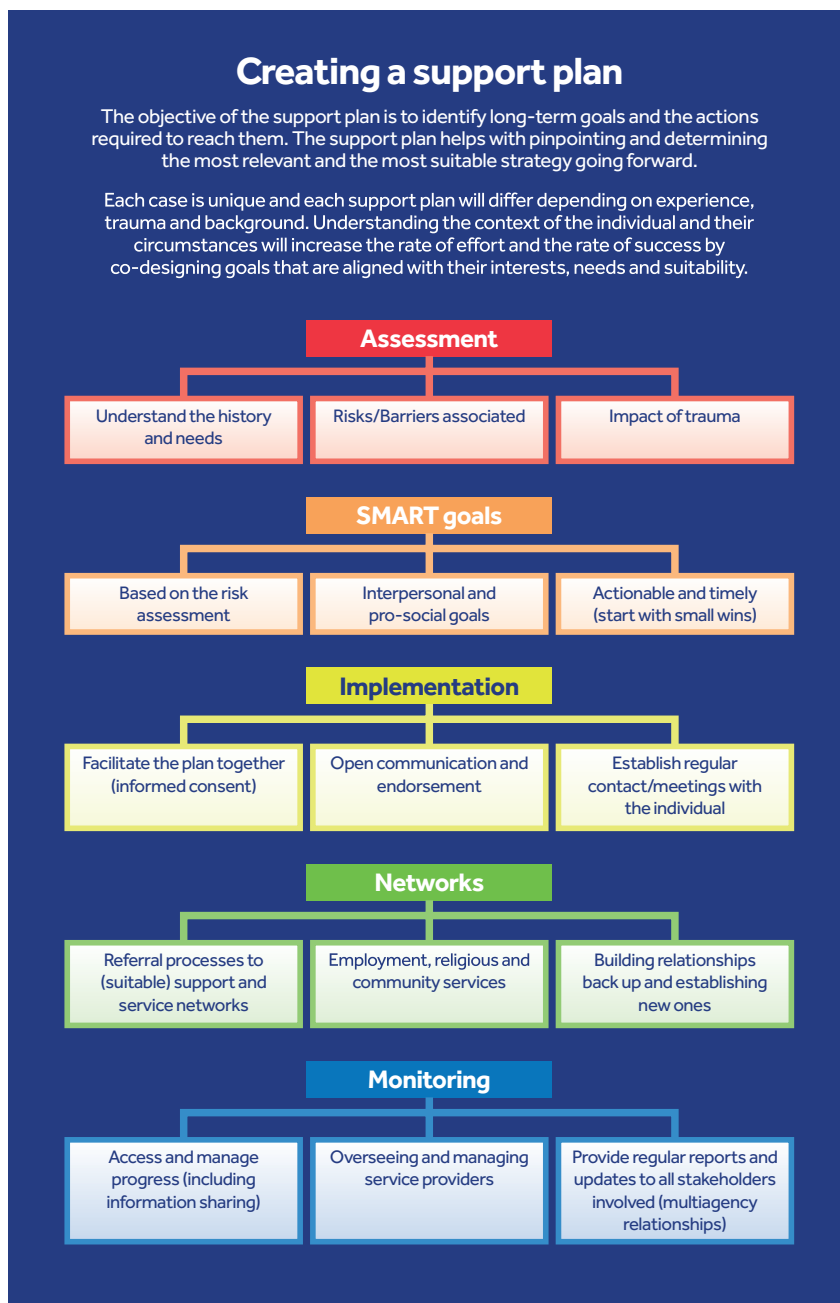 Creating a support plan
The objective of the support plan is to identify long-term goals and the actions
required to reach them. The support plan helps with pinpointing and determining
the most relevant and the most suitable strategy going forward.
Each case is unique and each support plan will differ depending on experience,
trauma and background. Understanding the context of the individual and their
circumstances will increase the rate of effort and the rate of success by
co-designing goals that are aligned with their interests, needs and suitability.
Assessment
Understand the history
and needs
Risks/Barriers associated
Impact of trauma
SMART goals
Based on the risk
assessment
Interpersonal and
pro-social goals
Actionable and timely
(start with small wins)
Implementation
Facilitate the plan together
(informed consent)
Open communication and
endorsement
Establish regular
contact/meetings with
the individual
Networks
Referral processes to
(suitable) support and
service networks
Employment, religious and
community services
Building relationships
back up and establishing
new ones
Monitoring
Access and manage
progress (including
information sharing)
Overseeing and managing
service providers
Provide regular reports and
updates to all stakeholders
involved (multiagency
relationships)